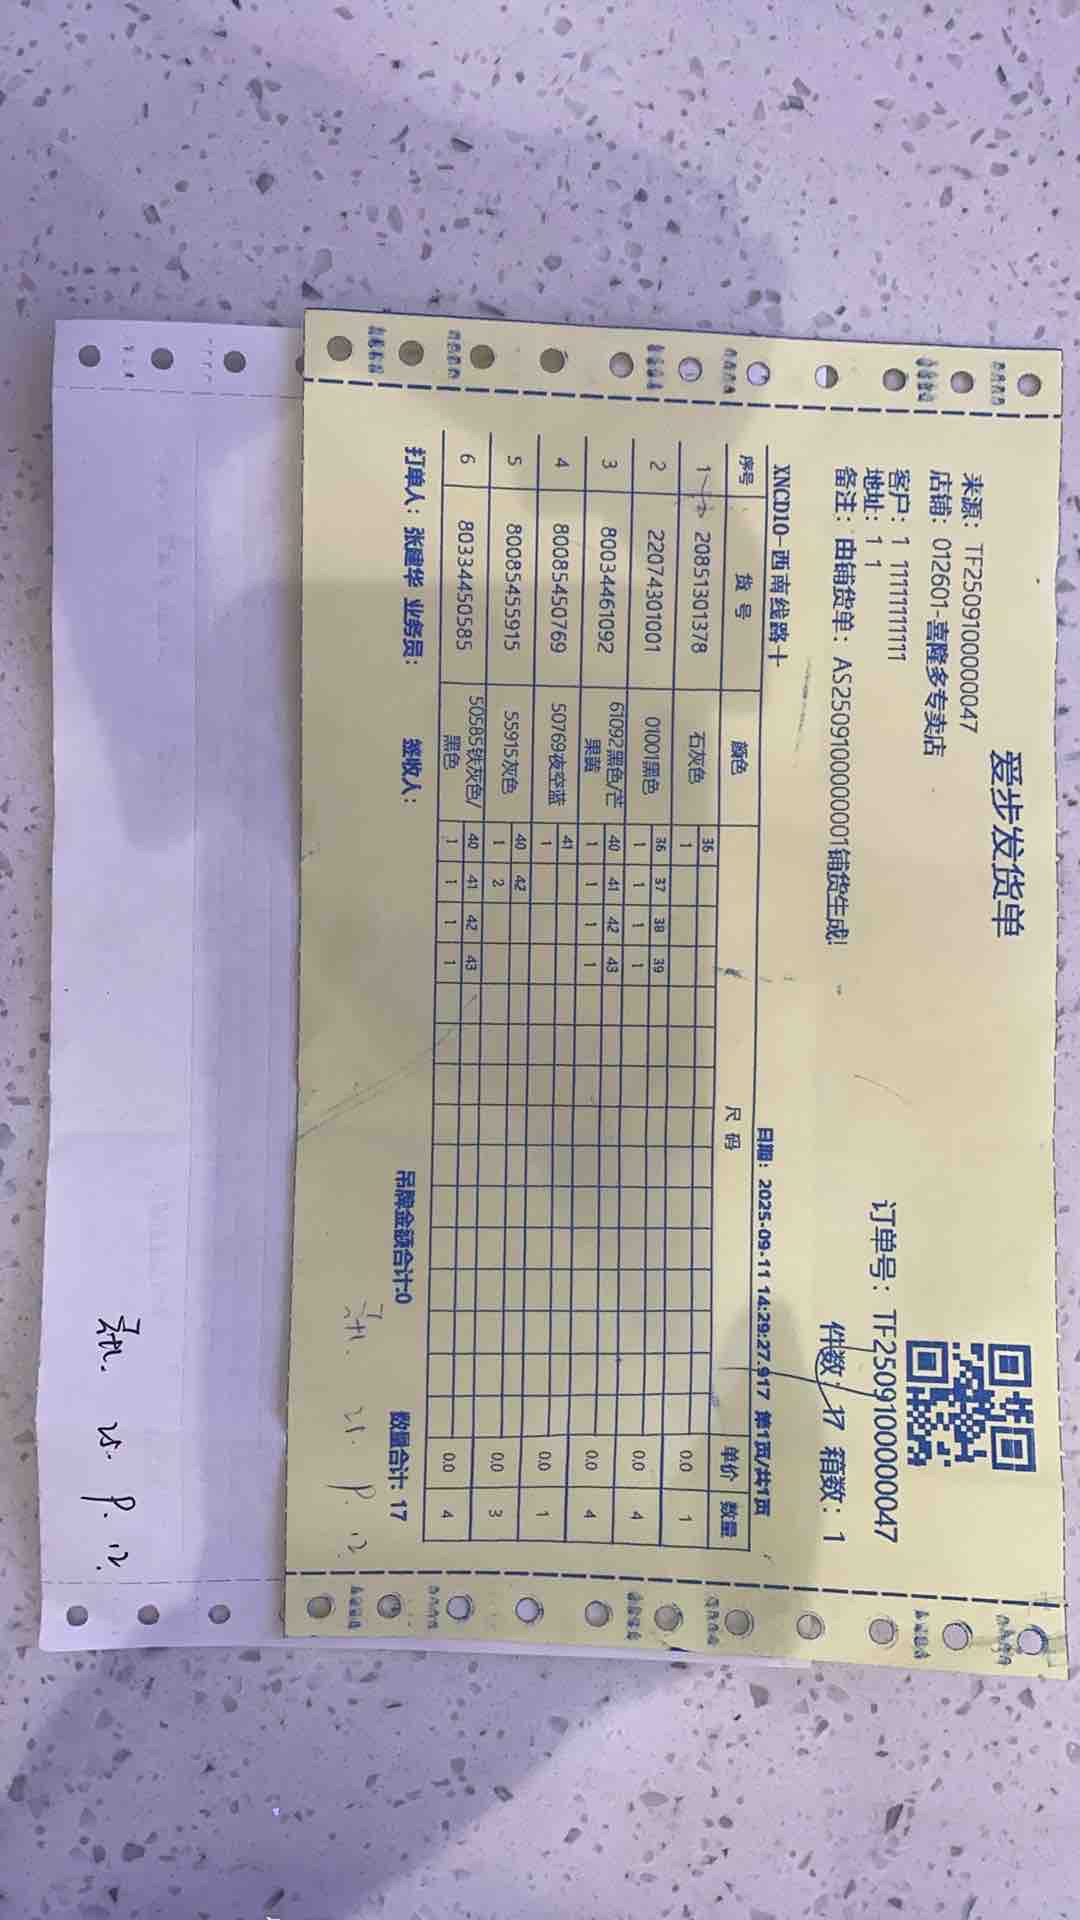 爱步发货单
来源: TF2509100000047
店铺: 012601-喜隆多专卖店
客户: 1 11111111111
地址: 1 1
备注: 由铺货单: AS2509100000001铺货生成!
订单号: TF2509100000047
件数: 17 箱数: 1
XNCD10-西南线路十 日期: 2025-09-11 14:29:27.917 第1页/共1页
序号 货号 颜色 尺码 单价 数量
1 20851301378 石灰色 36 0.0 1
1
2 22074301001 01001黑色 36 37 38 39 0.0 4
1 1 1 1
3 80034461092 61092黑色/芒果黄 40 41 42 43 0.0 4
1 1 1 1
4 80085450769 50769夜空蓝 41 0.0 1
1
5 80085455915 55915灰色 40 42 0.0 3
1 2
6 80334450585 50585铁灰色/黑色 40 41 42 43 0.0 4
1 1 1 1
打单人: 张建华 业务员: 签收人: 吊牌金额合计:0 数量合计: 17